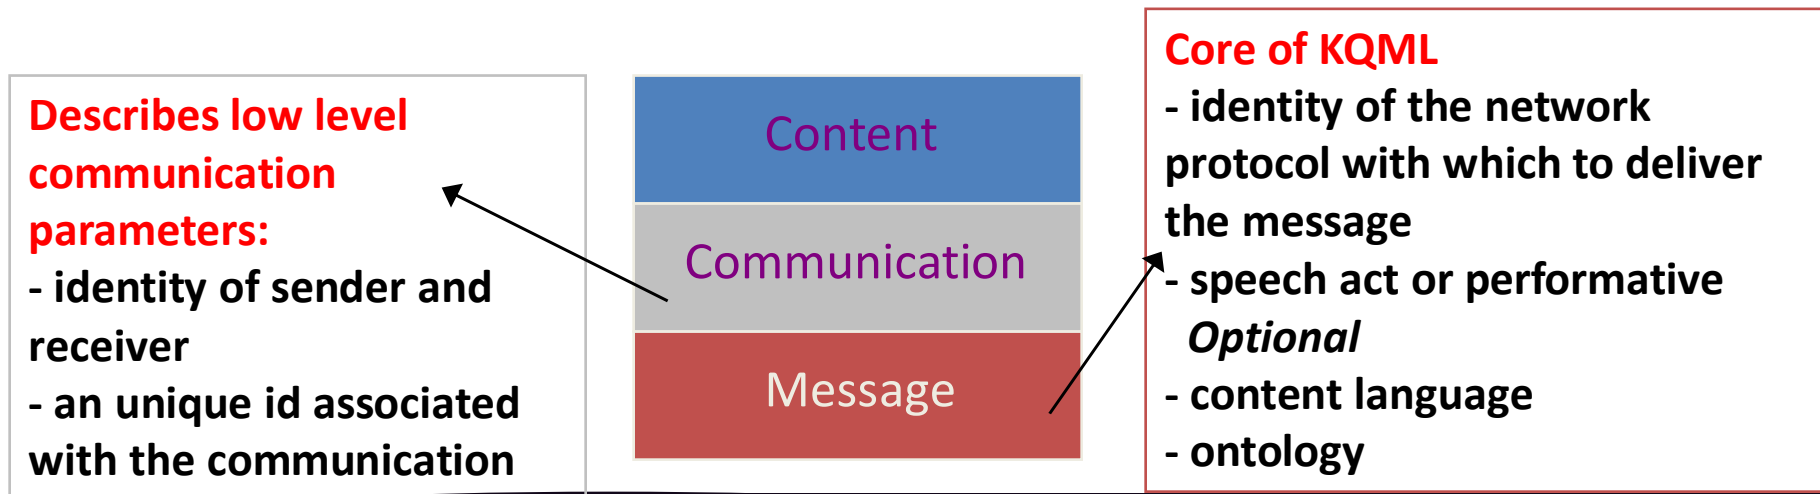 Describes low level
communication
parameters:
- identity of sender and
receiver
- an unique id associated
with the communication
Content
Communication
Message
Core of KQML
- identity of the network
protocol with which to deliver
the message
- speech act or performative
Optional
- content language
- ontology